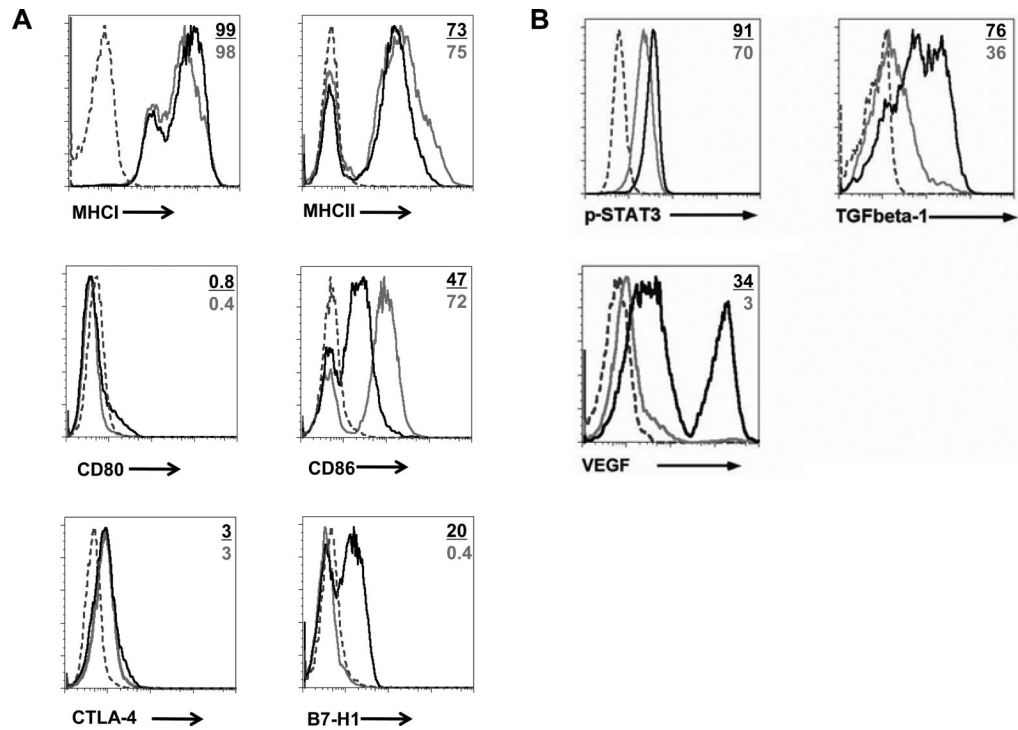 A
B
99
98
MHCI
73
75
MHCII
91
70
p-STAT3
76
36
TGFbeta-1
0.8
0.4
CD80
47
72
CD86
34
3
VEGF
3
3
CTLA-4
20
0.4
B7-H1